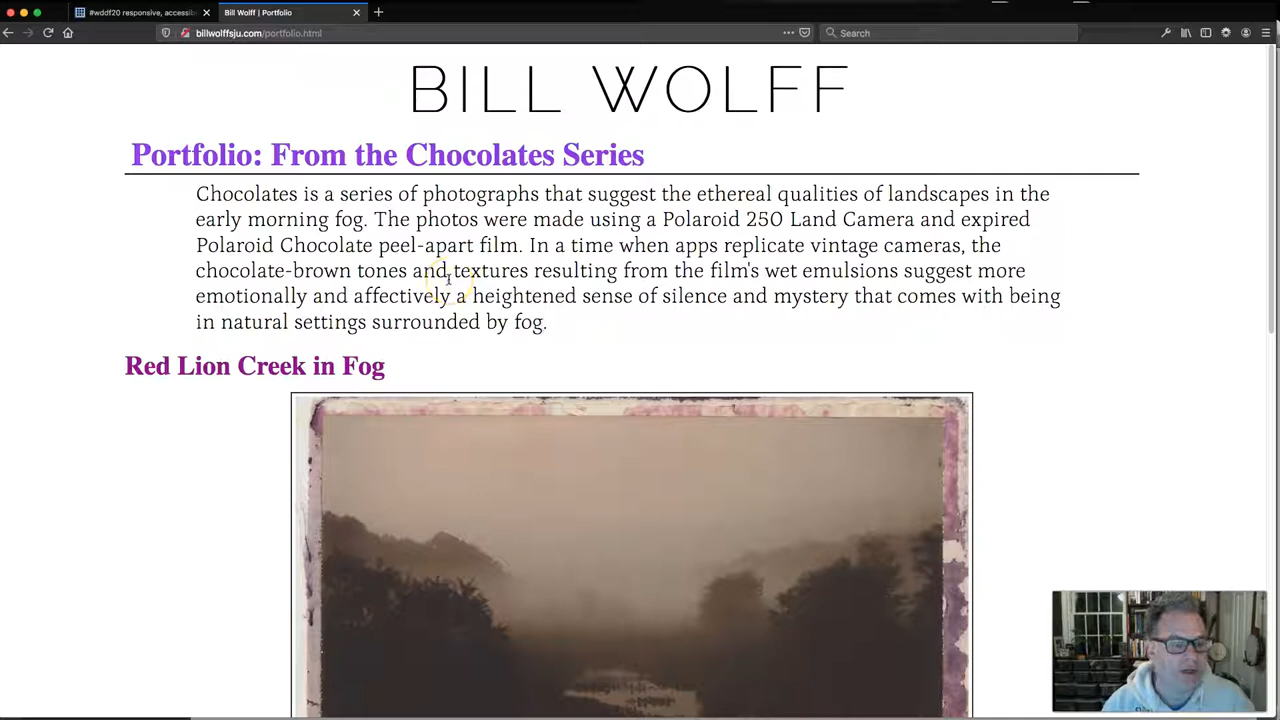 #wddf20 responsive, accessib
Bill Wolff | Portfolio
billwolffsju.com/portfolio.html
Search
BILL WOLFF
Portfolio: From the Chocolates Series
Chocolates is a series of photographs that suggest the ethereal qualities of landscapes in the
early morning fog. The photos were made using a Polaroid 250 Land Camera and expired
Polaroid Chocolate peel-apart film. In a time when apps replicate vintage cameras, the
chocolate-brown tones and textures resulting from the film's wet emulsions suggest more
emotionally and affectively a heightened sense of silence and mystery that comes with being
in natural settings surrounded by fog.
Red Lion Creek in Fog